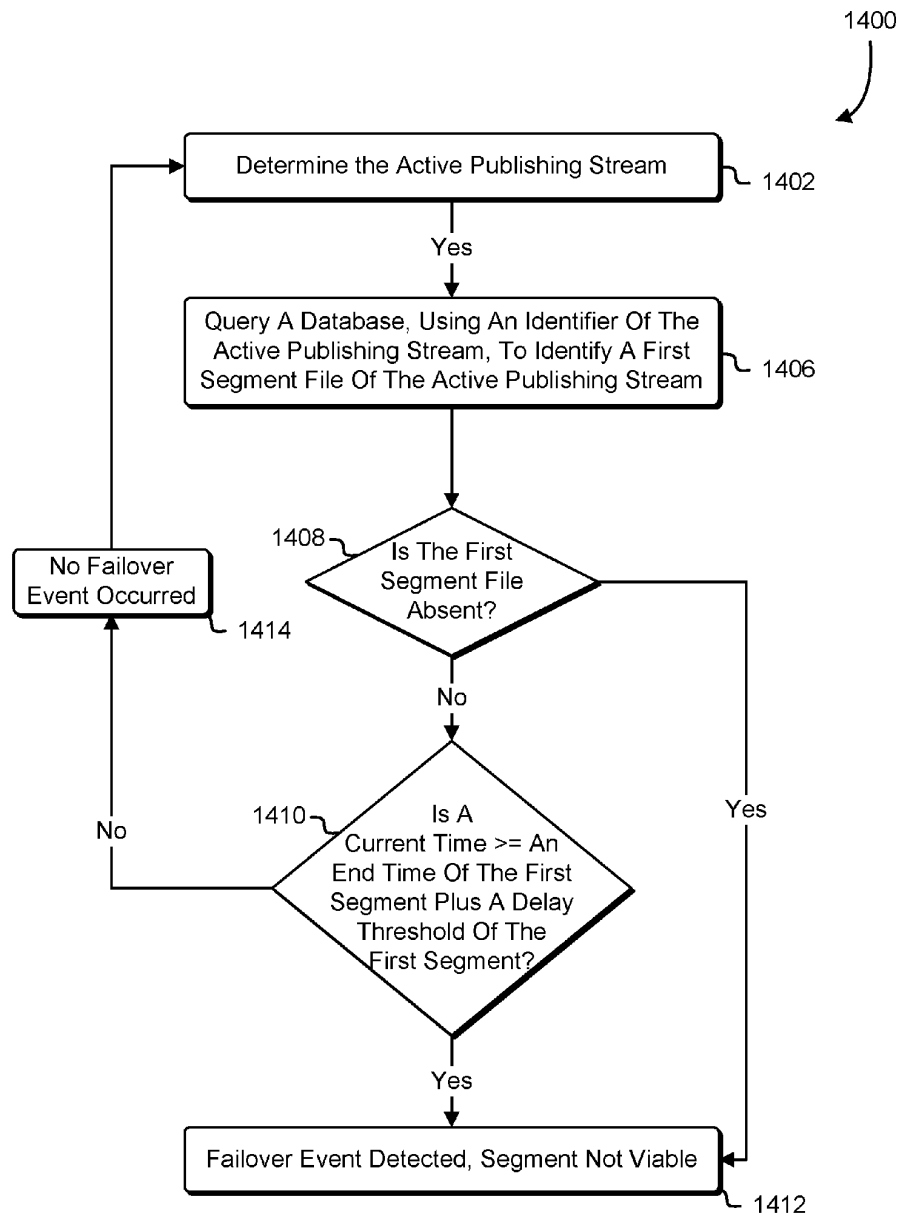 1400
Determine the Active Publishing Stream
1402
Yes
Query A Database, Using An Identifier Of The
Active Publishing Stream, To Identify A First
Segment File Of The Active Publishing Stream
1406
1408
Is The First
Segment File
Absent?
No Failover
Event Occurred
1414
No
1410
Is A
Current Time >= An
End Time Of The First
Segment Plus A Delay
Threshold Of The
First Segment?
No
Yes
Yes
Failover Event Detected, Segment Not Viable
1412